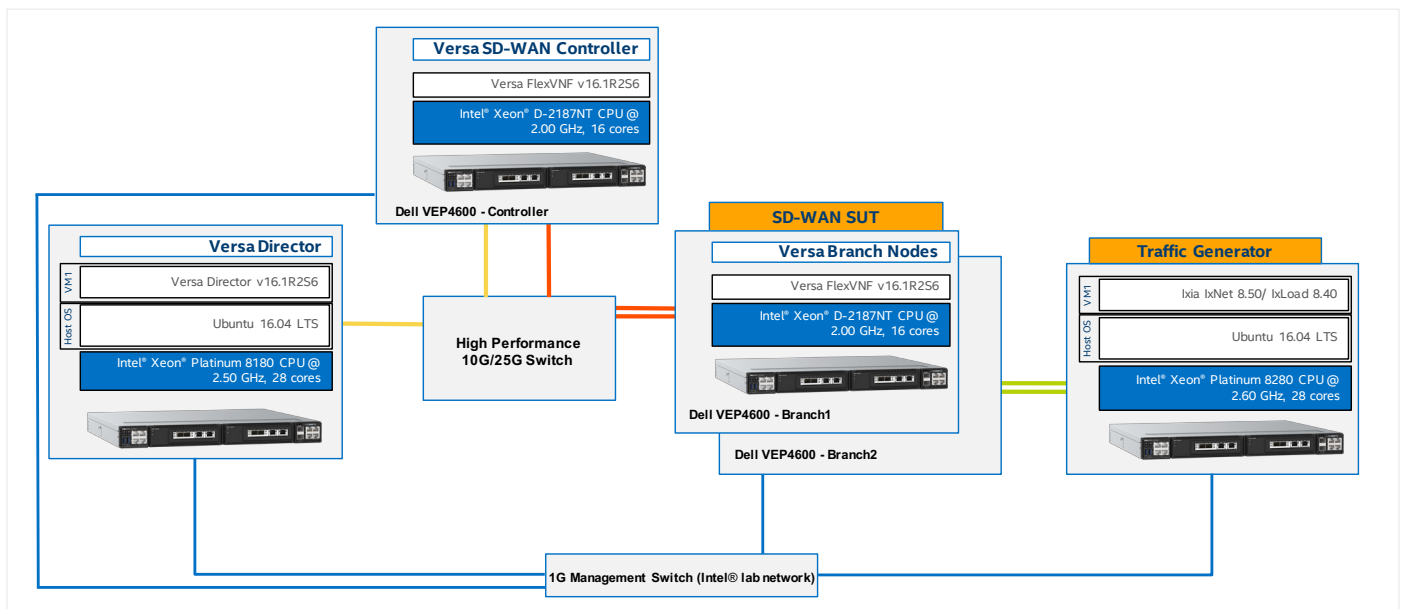 Versa SD-WAN Controller
Versa FlexVNF v16.1R2S6
Intel® Xeon® D-2187NT CPU @
2.00 GHz, 16 cores
Dell VEP4600 - Controller
Versa Director
VM1
Versa Director v16.1R2S6
Host OS
Ubuntu 16.04 LTS
Intel® Xeon® Platinum 8180 CPU @
2.50 GHz, 28 cores
High Performance
10G/25G Switch
SD-WAN SUT
Versa Branch Nodes
Versa FlexVNF v16.1R2S6
Intel® Xeon® D-2187NT CPU @
2.00 GHz, 16 cores
Dell VEP4600 - Branch1
Dell VEP4600 - Branch2
Traffic Generator
VM1
Ixia IxNet 8.50/ IxLoad 8.40
Host OS
Ubuntu 16.04 LTS
Intel® Xeon® Platinum 8280 CPU @
2.60 GHz, 28 cores
1G Management Switch (Intel® lab network)